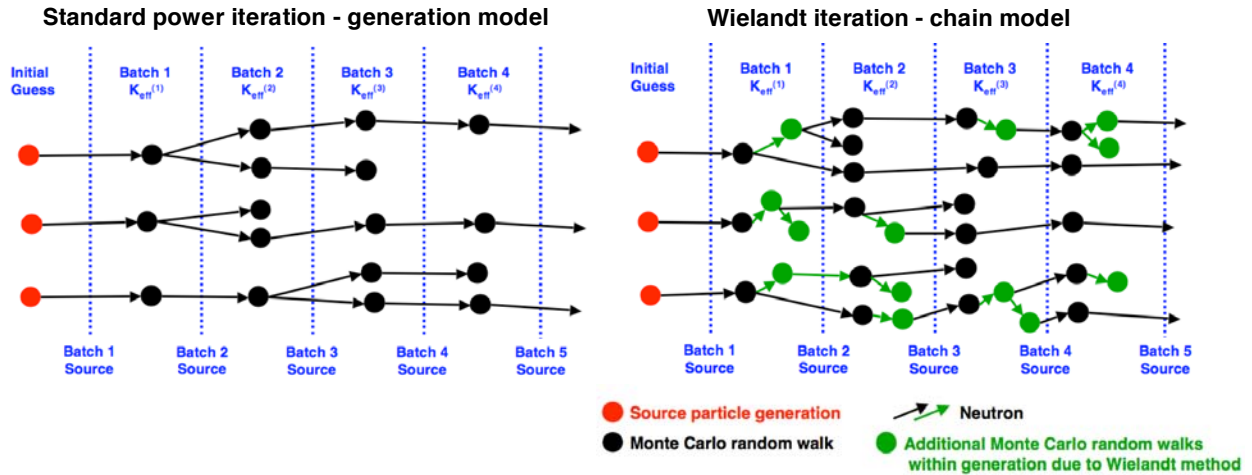 Standard power iteration - generation model
Initial
Guess
Batch 1
Keff(1)
Batch 2
Keff(2)
Batch 3
Keff(3)
Batch 4
Keff(4)
Batch 1
Source
Batch 2
Source
Batch 3
Source
Batch 4
Source
Batch 5
Source
Wielandt iteration - chain model
Initial
Guess
Batch 1
Keff(1)
Batch 2
Keff(2)
Batch 3
Keff(3)
Batch 4
Keff(4)
Batch 1
Source
Batch 2
Source
Batch 3
Source
Batch 4
Source
Batch 5
Source
Source particle generation
Monte Carlo random walk
Neutron
Additional Monte Carlo random walks
within generation due to Wielandt method